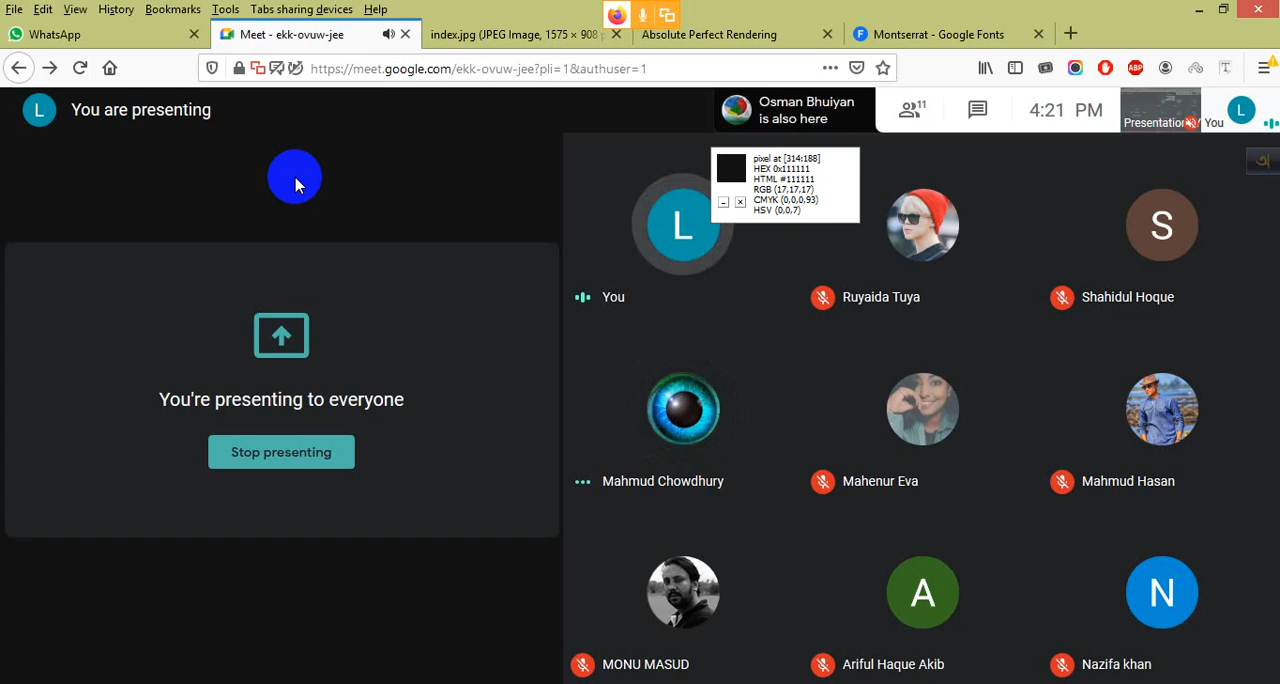 File Edit View History Bookmarks Tools Tabs sharing devices Help
WhatsApp
Meet - ekk-ovuw-jee
index.jpg (JPEG Image, 1575 × 908 p
Absolute Perfect Rendering
F Montserrat - Google Fonts
https://meet.google.com/ekk-ovuw-jee?pli=1&authuser=1
ABP
T
L You are presenting
Osman Bhuiyan
is also here
11
4:21 PM
Presentation
You
L
অ
pixel at [314:188]
HEX 0x111111
HTML #111111
RGB (17,17,17)
CMYK (0,0,0,93)
HSV (0,0,7)
L
S
You
Ruyaida Tuya
Shahidul Hoque
You're presenting to everyone
Stop presenting
Mahmud Chowdhury
Mahenur Eva
Mahmud Hasan
A
N
MONU MASUD
Ariful Haque Akib
Nazifa khan